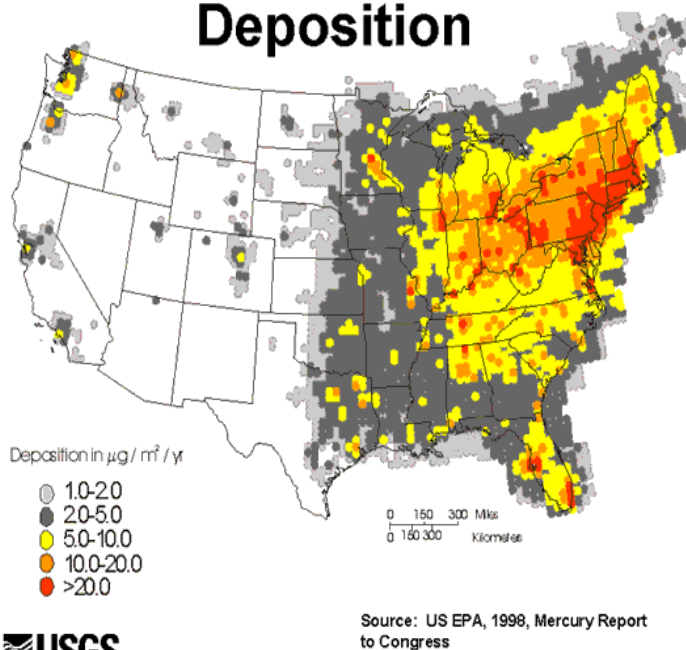 Deposition
Deposition in µg / m² / yr
1.0-2.0
2.0-5.0
5.0-10.0
10.0-20.0
>20.0
0 150 300 Miles
0 150 300 Kilometes
Source: US EPA, 1998, Mercury Report
to Congress
USGS